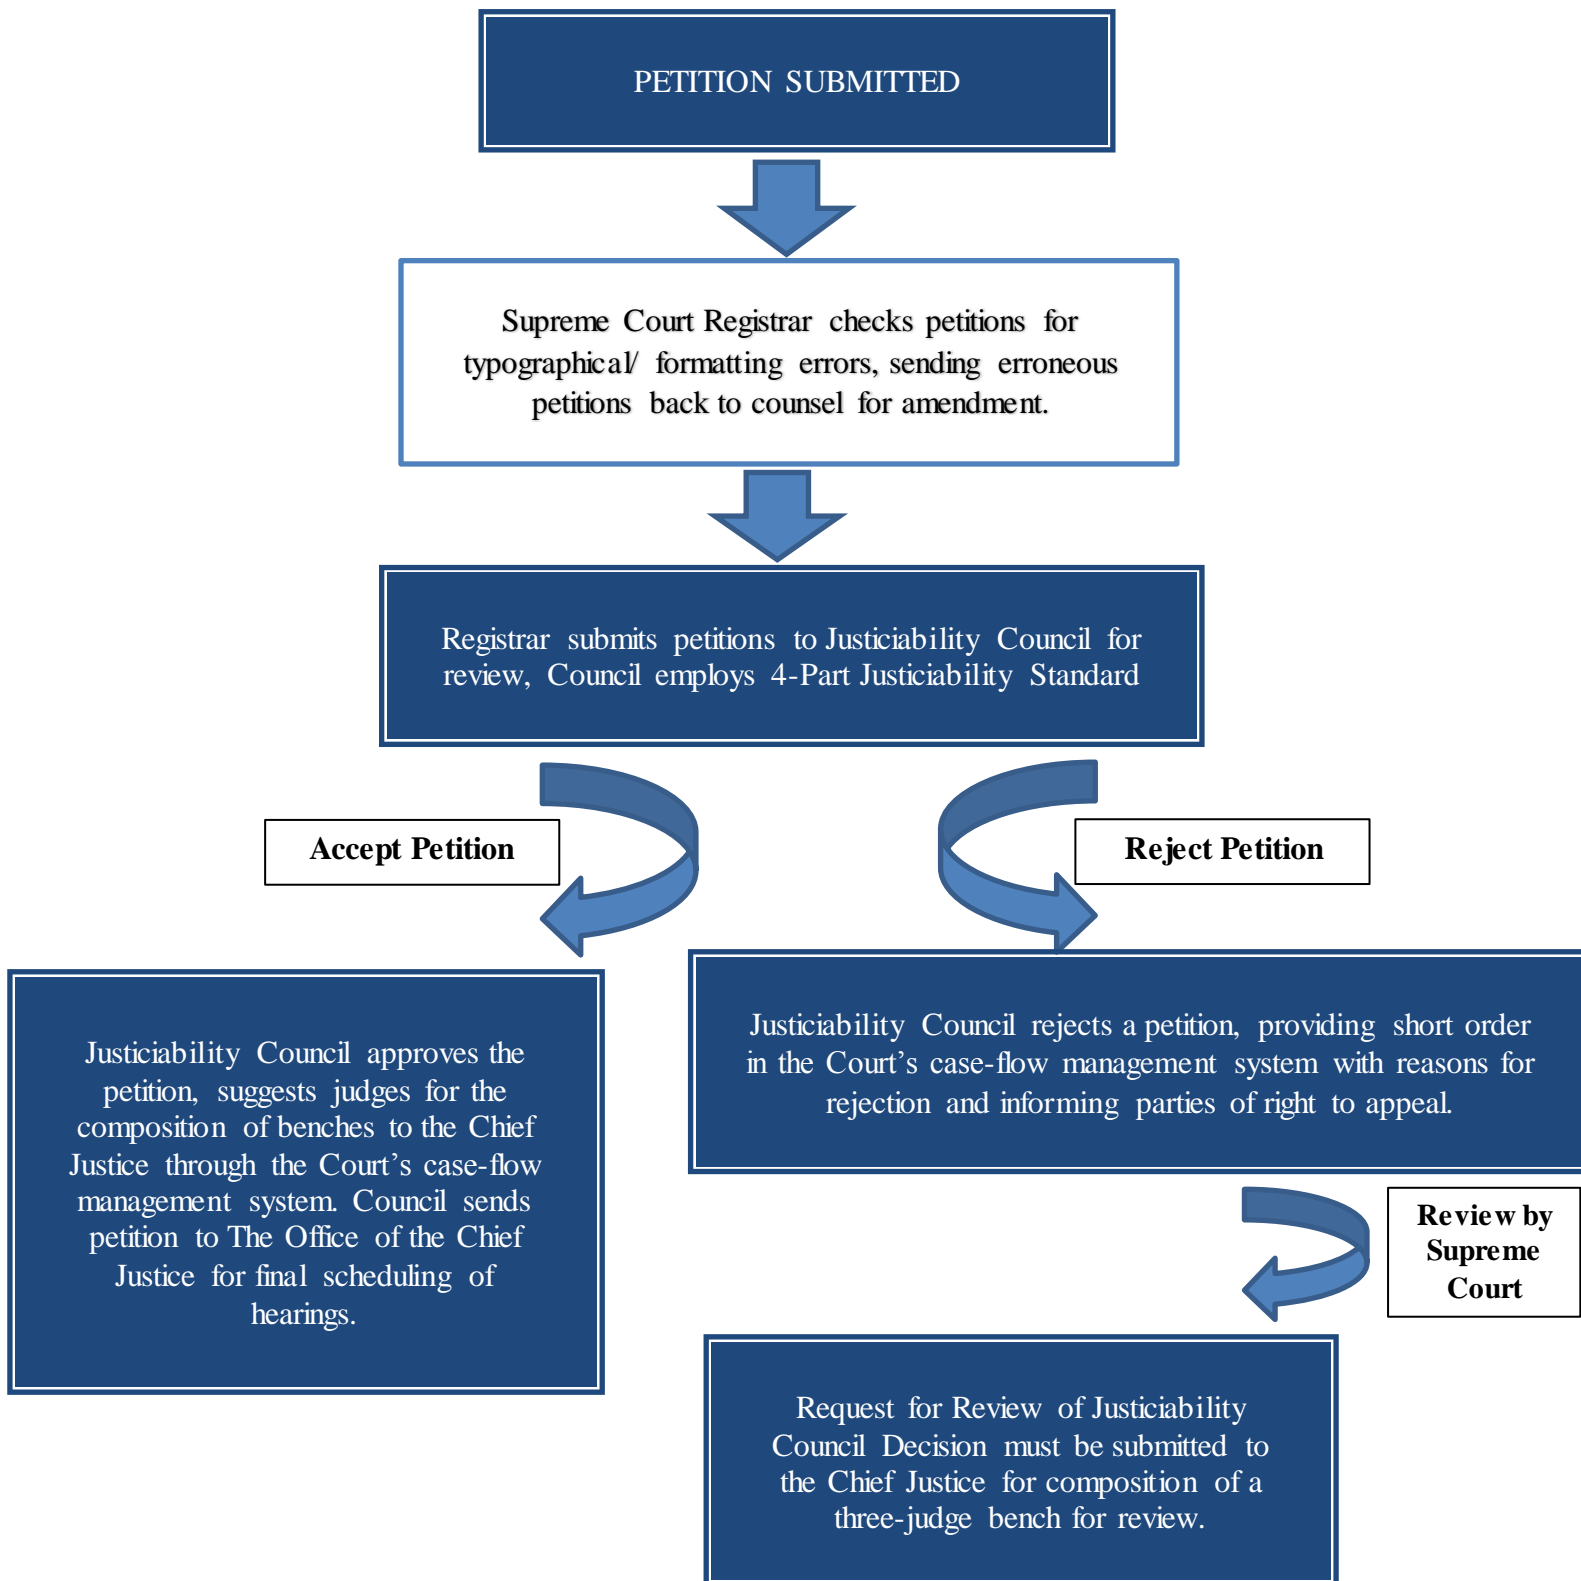 PETITION SUBMITTED
Supreme Court Registrar checks petitions for
typographical/ formatting errors, sending erroneous
petitions back to counsel for amendment.
Registrar submits petitions to Justiciability Council for
review, Council employs 4-Part Justiciability Standard
Accept Petition
Reject Petition
Justiciability Council approves the
petition, suggests judges for the
composition of benches to the Chief
Justice through the Court’s case-flow
management system. Council sends
petition to The Office of the Chief
Justice for final scheduling of
hearings.
Justiciability Council rejects a petition, providing short order
in the Court’s case-flow management system with reasons for
rejection and informing parties of right to appeal.
Review by
Supreme
Court
Request for Review of Justiciability
Council Decision must be submitted to
the Chief Justice for composition of a
three-judge bench for review.